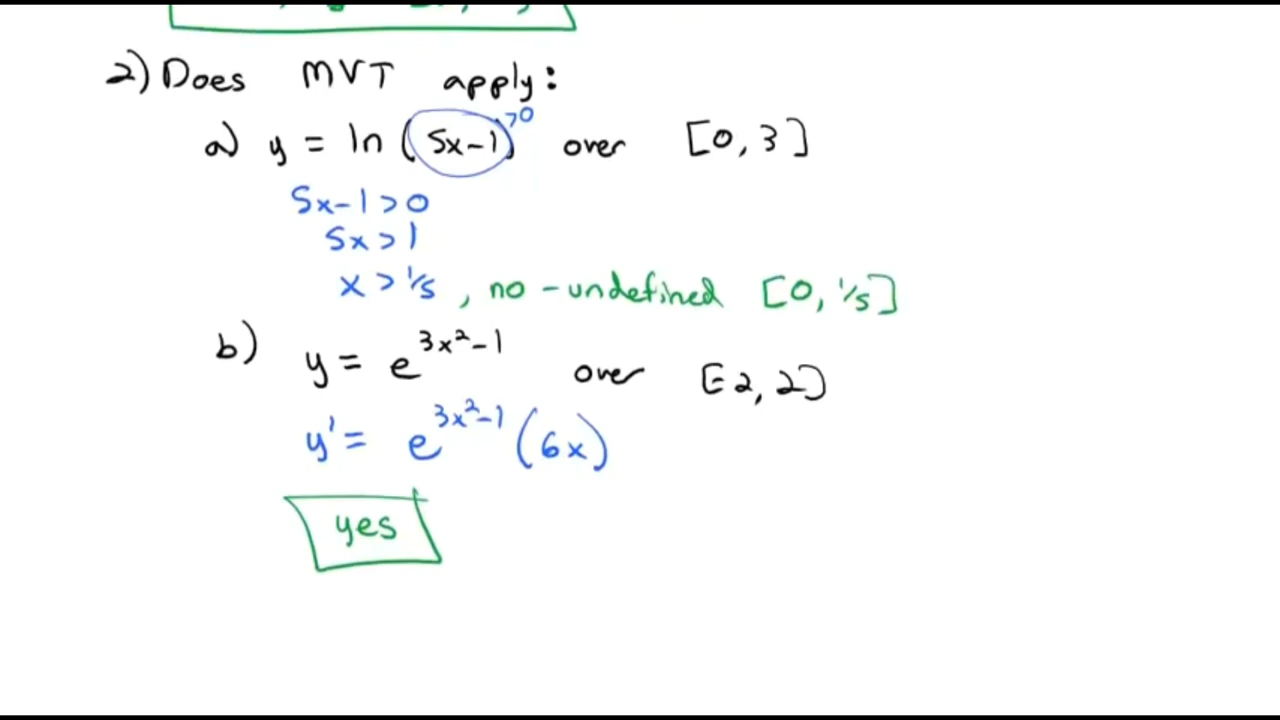 2) Does MVT apply:
a) y = ln (5x-1) >0 over [0, 3]
5x-1 > 0
5x > 1
x > 1/5 , no - undefined [0, 1/5]
b) y = e^{3x²-1} over [-2, 2]
y' = e^{3x²-1} (6x)
yes